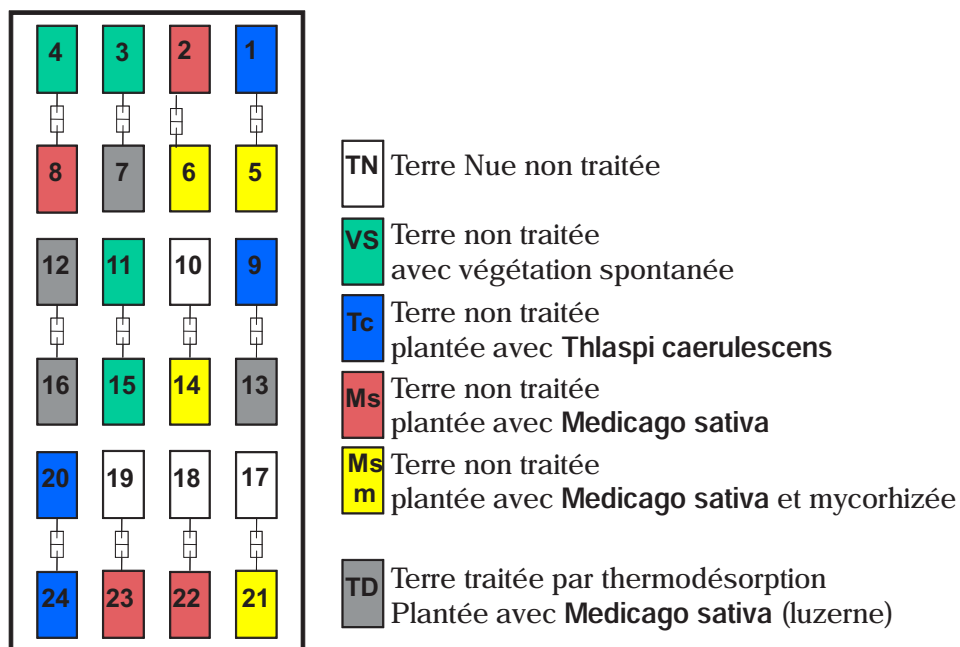 4 3 2 1
8 7 6 5
12 11 10 9
16 15 14 13
20 19 18 17
24 23 22 21
TN Terre Nue non traitée
VS Terre non traitée
avec végétation spontanée
Tc Terre non traitée
plantée avec Thlaspi caerulescens
Ms Terre non traitée
plantée avec Medicago sativa
Ms Terre non traitée
m plantée avec Medicago sativa et mycorhizée
TD Terre traitée par thermodésorption
Plantée avec Medicago sativa (luzerne)